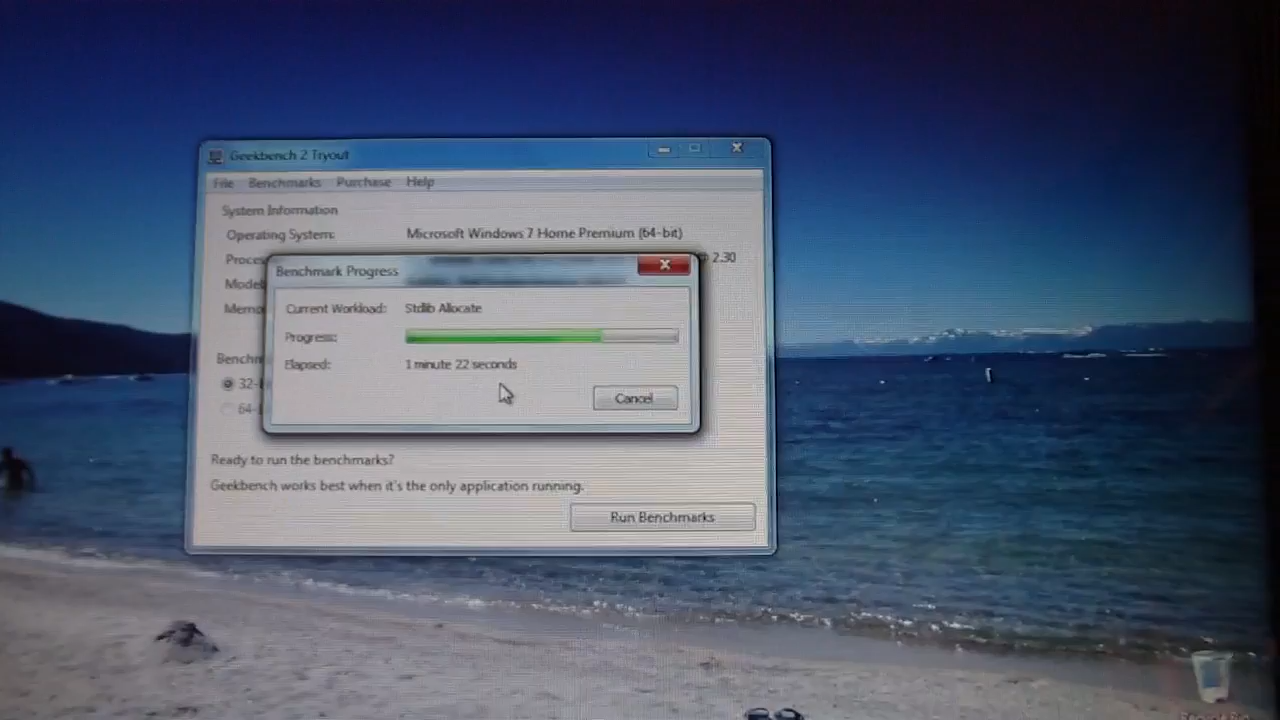 Geekbench 2 Tryout
File Benchmarks Purchase Help
System Information
Operating System: Microsoft Windows 7 Home Premium (64-bit)
@ 2.30
Benchmark Progress
Current Workload: Stdlib Allocate
Progress:
Elapsed: 1 minute 22 seconds
Cancel
Ready to run the benchmarks?
Geekbench works best when it's the only application running.
Run Benchmarks